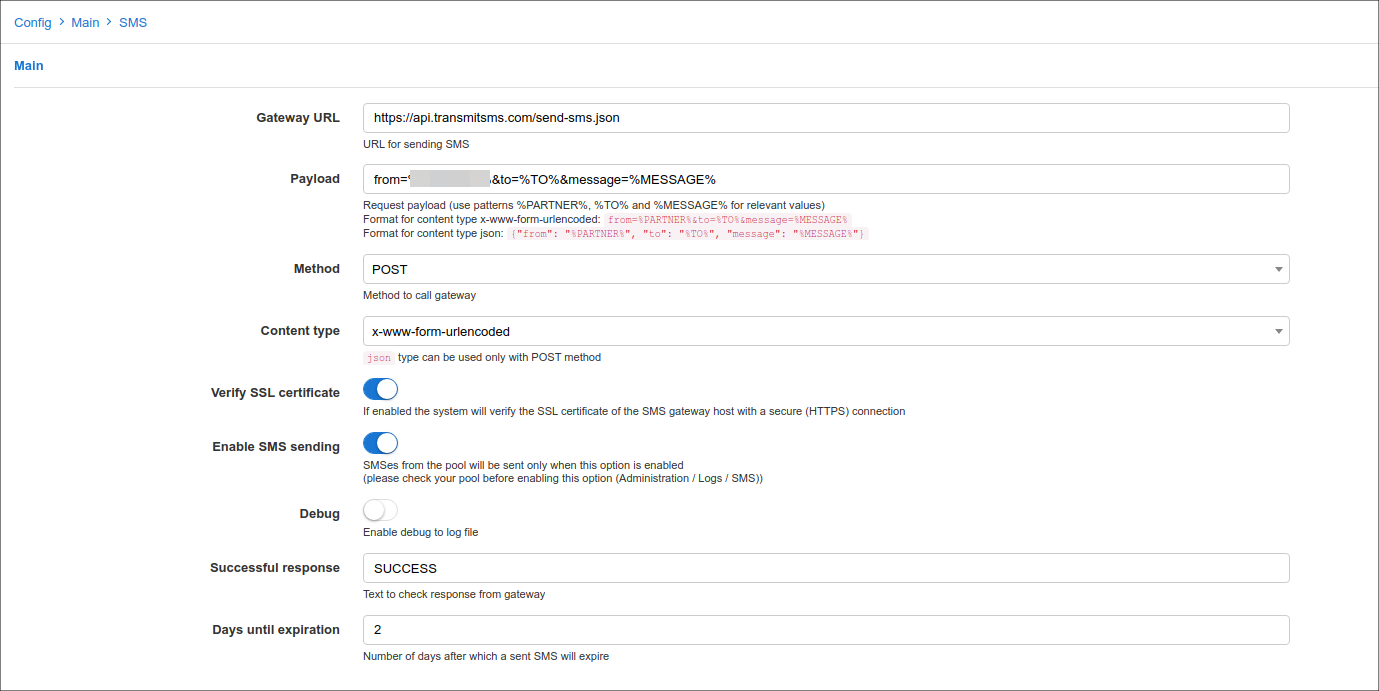 Config > Main > SMS
Main
Gateway URL
https://api.transmitsms.com/send-sms.json
URL for sending SMS
Payload
from= &to=%TO%&message=%MESSAGE%
Request payload (use patterns %PARTNER%, %TO% and %MESSAGE% for relevant values)
Format for content type x-www-form-urlencoded: from=%PARTNER%&to=%TO%&message=%MESSAGE%
Format for content type json: {"from": "%PARTNER%", "to": "%TO%", "message": "%MESSAGE%"}
Method
POST
Method to call gateway
Content type
x-www-form-urlencoded
json type can be used only with POST method
Verify SSL certificate
If enabled the system will verify the SSL certificate of the SMS gateway host with a secure (HTTPS) connection
Enable SMS sending
SMSes from the pool will be sent only when this option is enabled
(please check your pool before enabling this option (Administration / Logs / SMS))
Debug
Enable debug to log file
Successful response
SUCCESS
Text to check response from gateway
Days until expiration
2
Number of days after which a sent SMS will expire